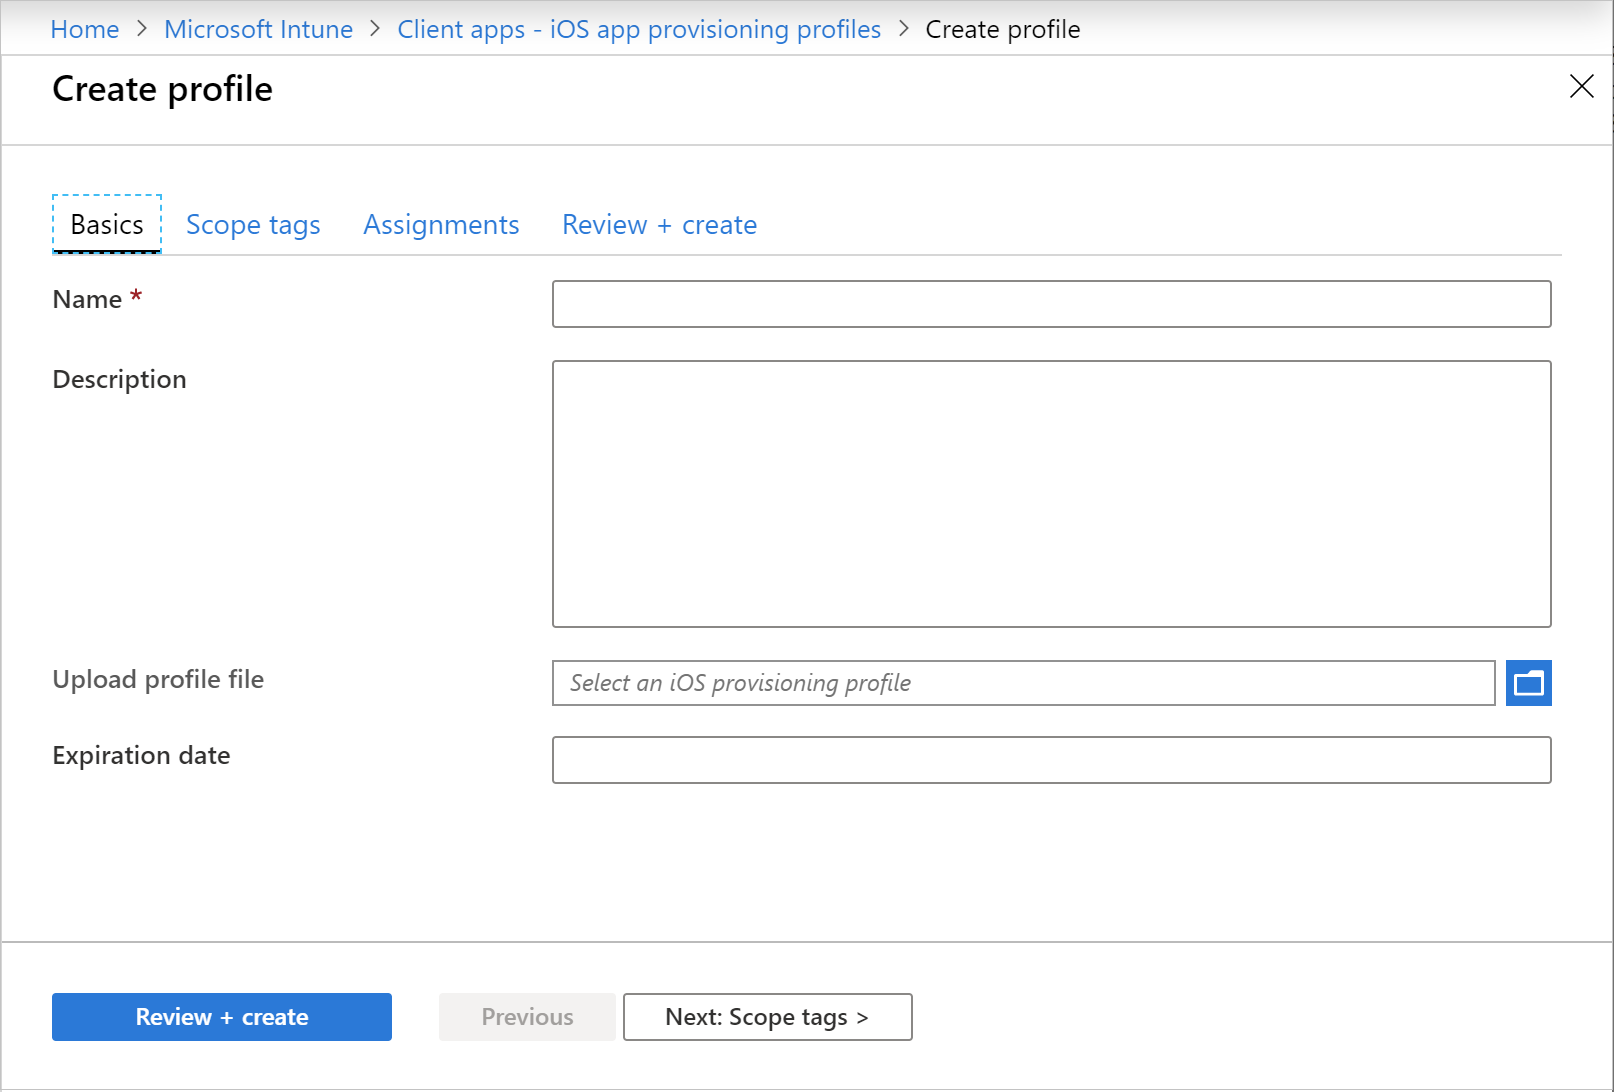 Home > Microsoft Intune > Client apps - iOS app provisioning profiles > Create profile
Create profile
Basics Scope tags Assignments Review + create
Name *
Description
Upload profile file Select an iOS provisioning profile
Expiration date
Review + create Previous Next: Scope tags >